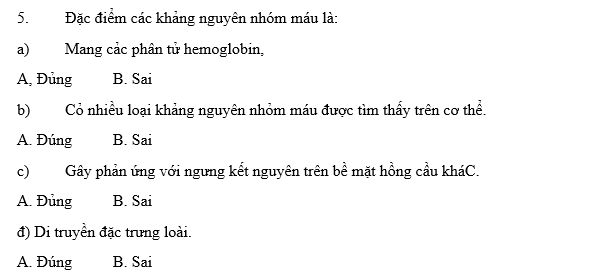 5. Đặc điểm các khảng nguyên nhóm máu là:
a) Mang cảc phân tử hemoglobin,
A, Đủng B. Sai
b) Cỏ nhiều loại khảng nguyên nhỏm máu được tìm thấy trên cơ thể.
A. Đúng B. Sai
c) Gây phản ứng với ngưng kết nguyên trên bề mặt hồng cầu kháC.
A. Đủng B. Sai
đ) Di truyền đặc trưng loài.
A. Đúng B. Sai